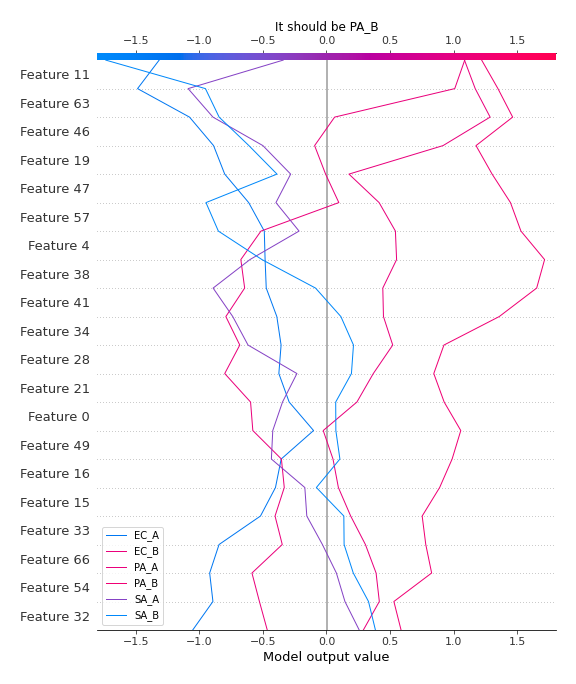 It should be PA_B
−1.5 −1.0 −0.5 0.0 0.5 1.0 1.5
Feature 11
Feature 63
Feature 46
Feature 19
Feature 47
Feature 57
Feature 4
Feature 38
Feature 41
Feature 34
Feature 28
Feature 21
Feature 0
Feature 49
Feature 16
Feature 15
Feature 33
Feature 66
Feature 54
Feature 32
EC_A
EC_B
PA_A
PA_B
SA_A
SA_B
−1.5 −1.0 −0.5 0.0 0.5 1.0 1.5
Model output value